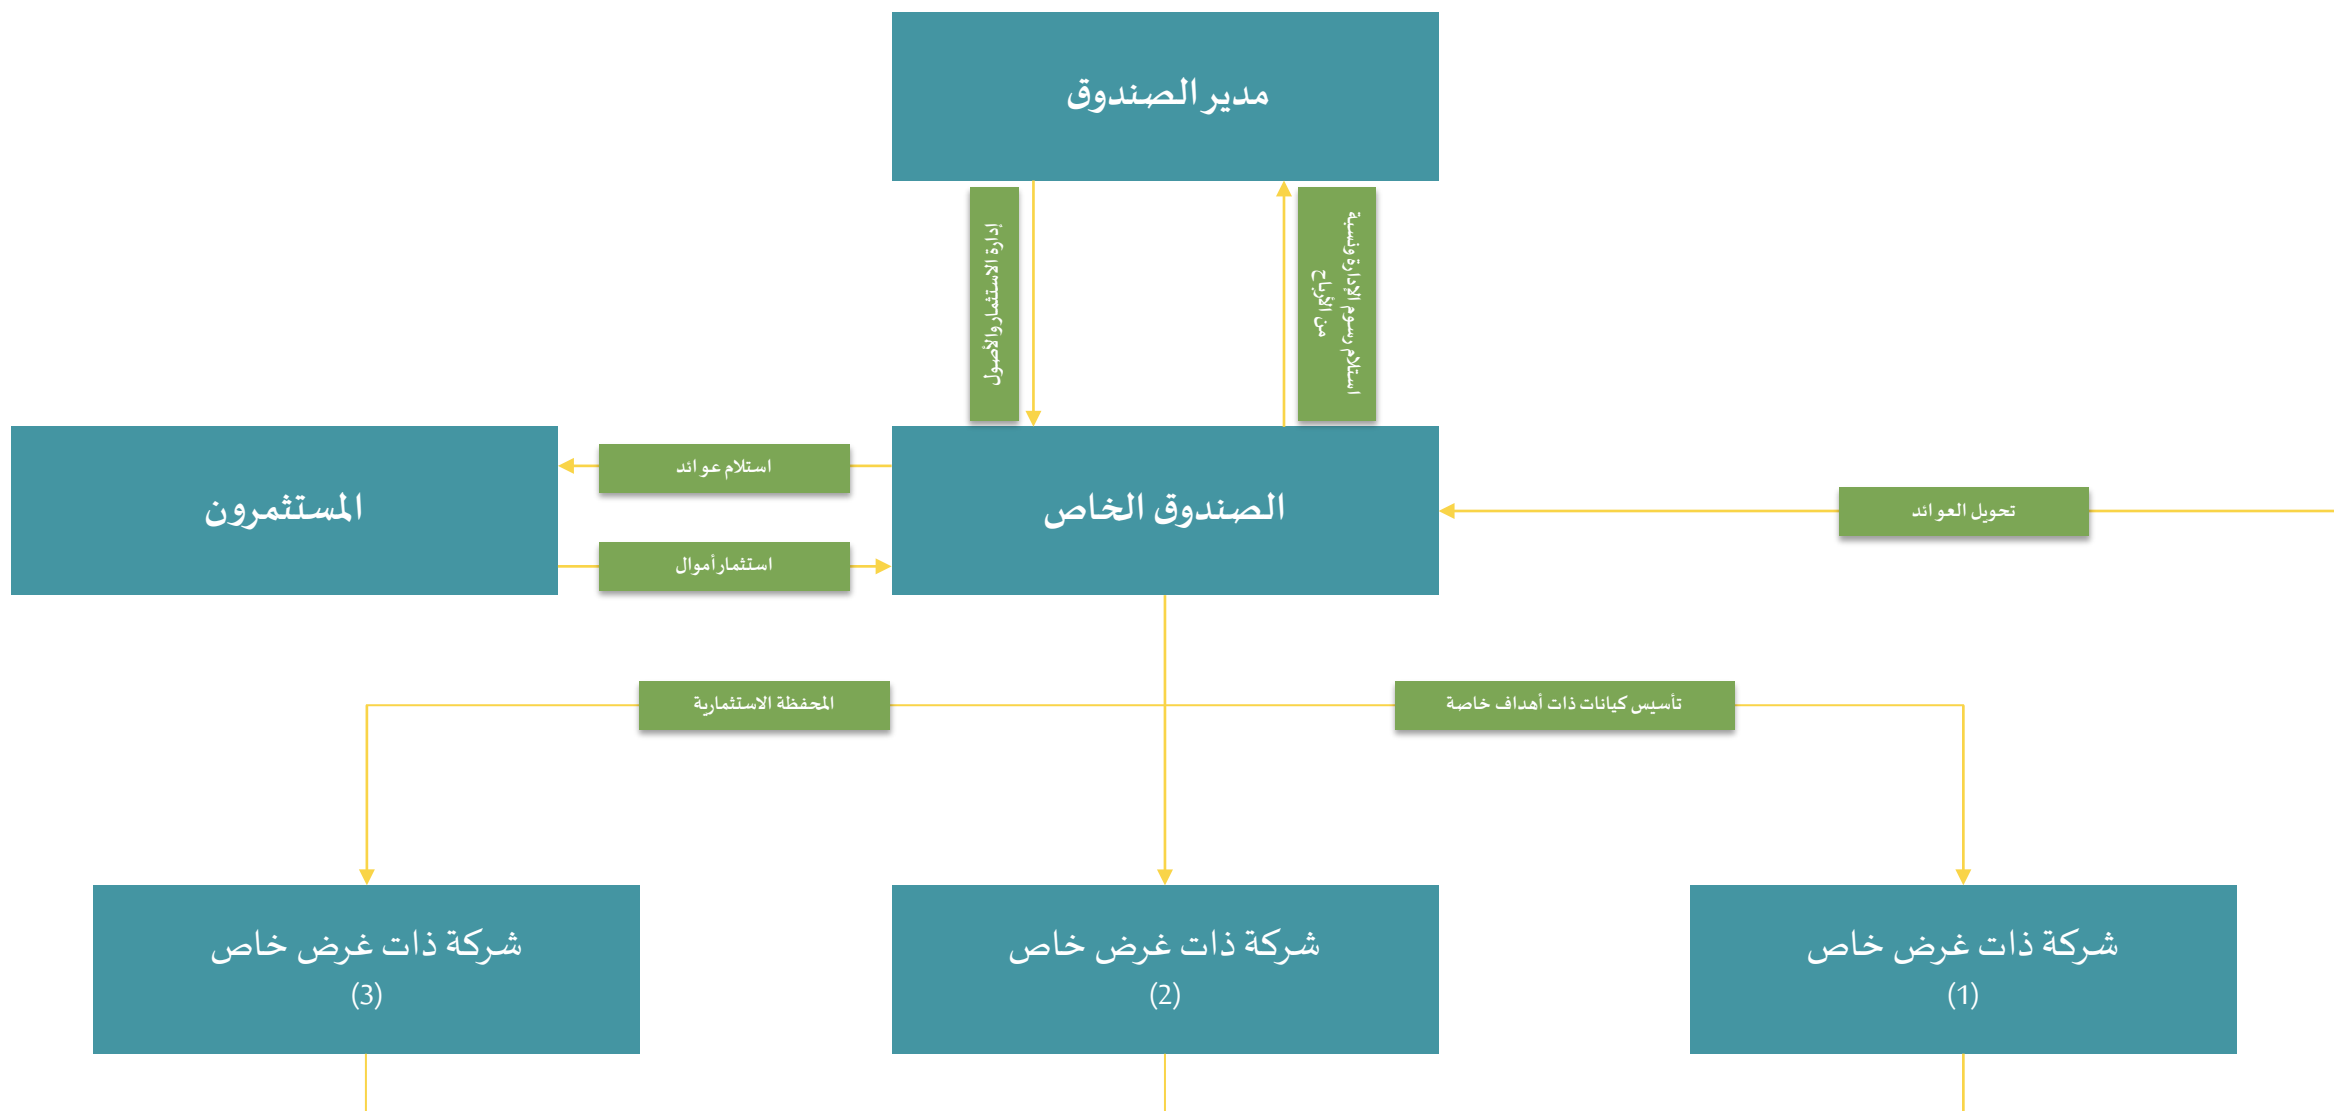 مدير الصندوق
استلام رسوم الإدارة ونسبة
من الأرباح
إدارة الاستثمار والأصول
تحويل العوائد
الصندوق الخاص
استلام عوائد
استثمار أموال
المستثمرون
تأسيس كيانات ذات أهداف خاصة
المحفظة الاستثمارية
شركة ذات غرض خاص
(1)
شركة ذات غرض خاص
(2)
شركة ذات غرض خاص
(3)